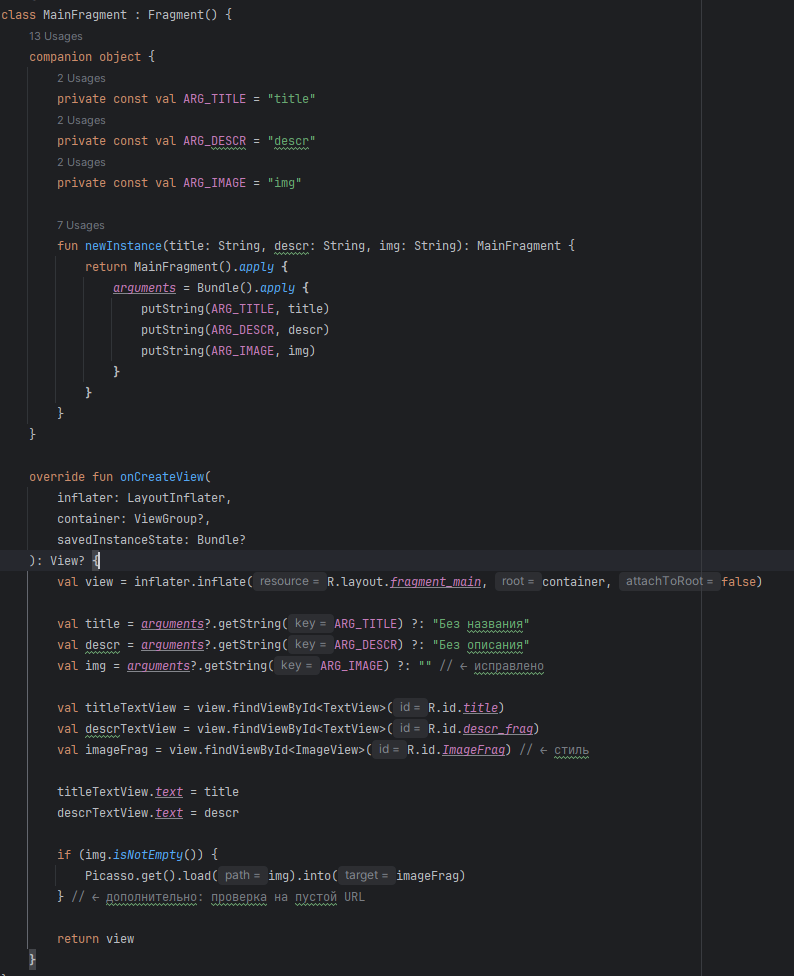 class MainFragment : Fragment() {
13 Usages
companion object {
2 Usages
private const val ARG_TITLE = "title"
2 Usages
private const val ARG_DESCR = "descr"
2 Usages
private const val ARG_IMAGE = "img"
7 Usages
fun newInstance(title: String, descr: String, img: String): MainFragment {
return MainFragment().apply {
arguments = Bundle().apply {
putString(ARG_TITLE, title)
putString(ARG_DESCR, descr)
putString(ARG_IMAGE, img)
}
}
}
}
override fun onCreateView(
inflater: LayoutInflater,
container: ViewGroup?,
savedInstanceState: Bundle?
): View? {
val view = inflater.inflate( resource = R.layout.fragment_main, root = container, attachToRoot = false)
val title = arguments?.getString( key = ARG_TITLE) ?: "Без названия"
val descr = arguments?.getString( key = ARG_DESCR) ?: "Без описания"
val img = arguments?.getString( key = ARG_IMAGE) ?: "" // ← исправлено
val titleTextView = view.findViewById<TextView>( id = R.id.title)
val descrTextView = view.findViewById<TextView>( id = R.id.descr_frag)
val imageFrag = view.findViewById<ImageView>( id = R.id.ImageFrag) // ← стиль
titleTextView.text = title
descrTextView.text = descr
if (img.isNotEmpty()) {
Picasso.get().load( path = img).into( target = imageFrag)
} // ← дополнительно: проверка на пустой URL
return view
}